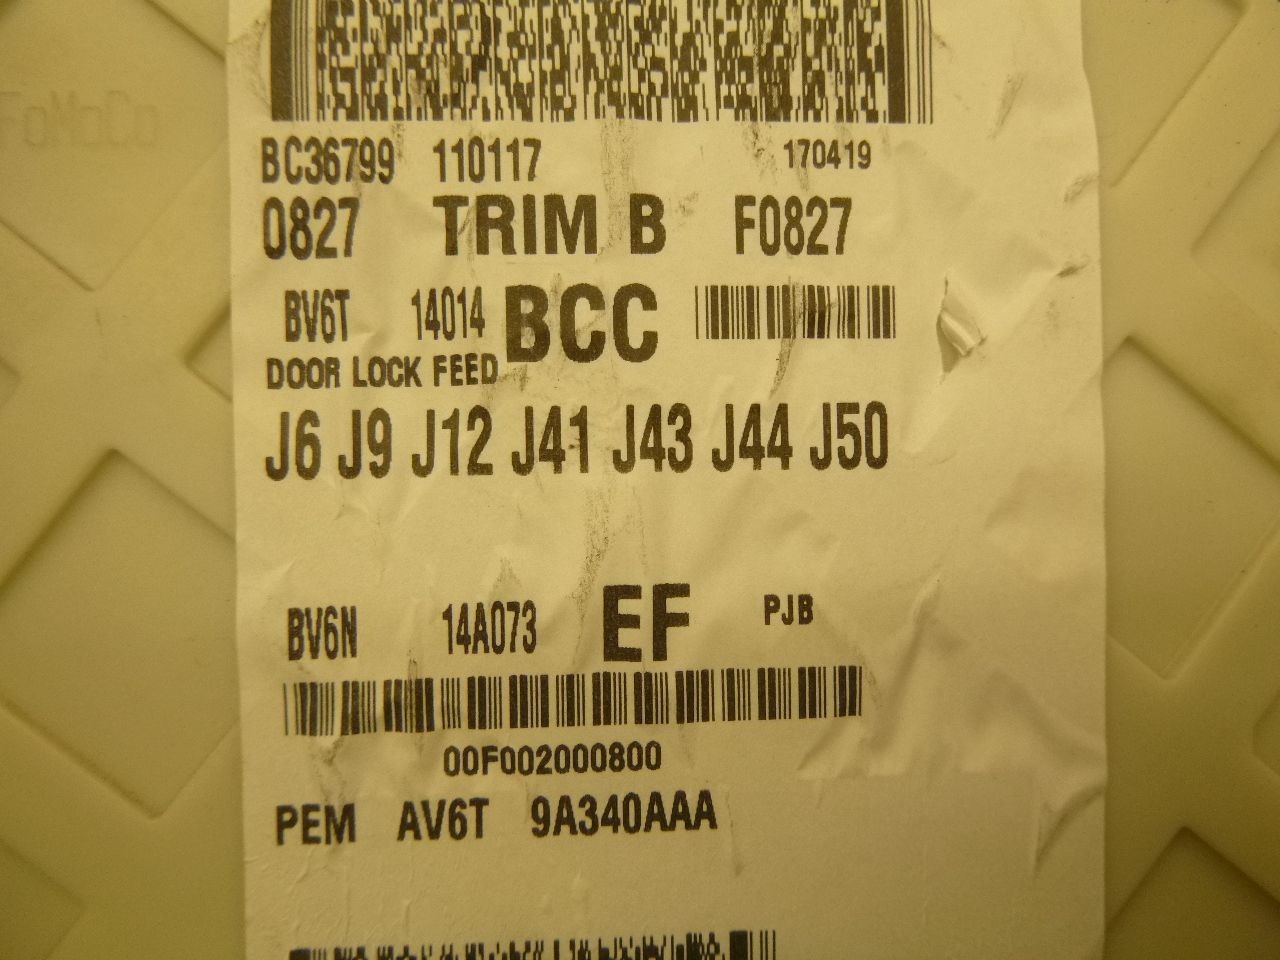 FoMoCo
BC36799 110117 170419
0827 TRIM B F0827
BV6T 14014 BCC
DOOR LOCK FEED
J6 J9 J12 J41 J43 J44 J50
BV6N 14A073 EF PJB
00F002000800
PEM AV6T 9A340AAA